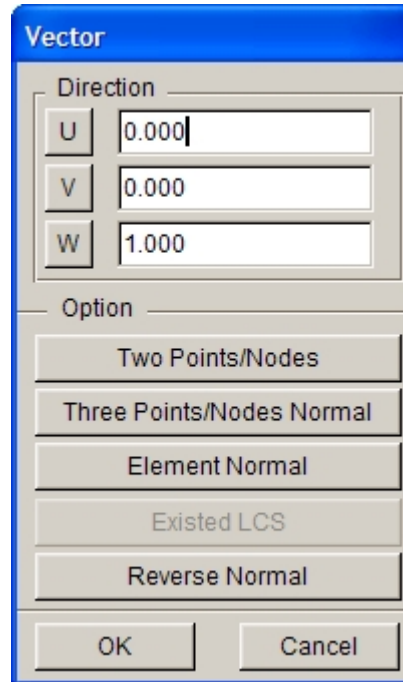 Vector
Direction
U 0.000
V 0.000
W 1.000
Option
Two Points/Nodes
Three Points/Nodes Normal
Element Normal
Existed LCS
Reverse Normal
OK Cancel